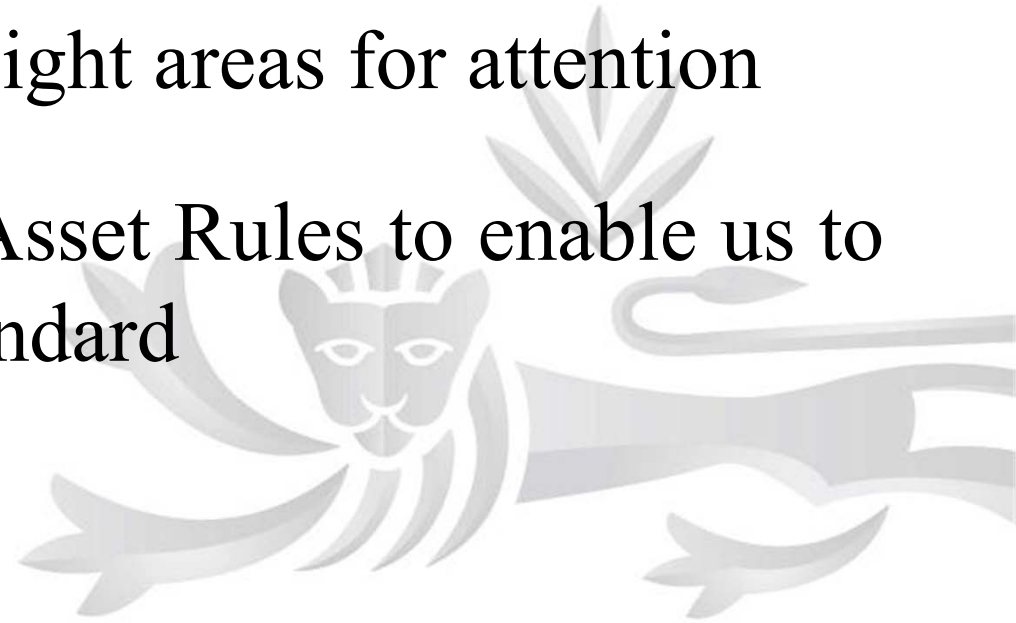 ight areas for attention
Asset Rules to enable us to
ndard